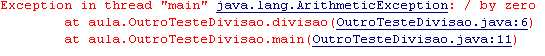 Exception in thread "main" java.lang.ArithmeticException: / by zero
at aula.OutroTesteDivisao.divisao(OutroTesteDivisao.java:6)
at aula.OutroTesteDivisao.main(OutroTesteDivisao.java:11)